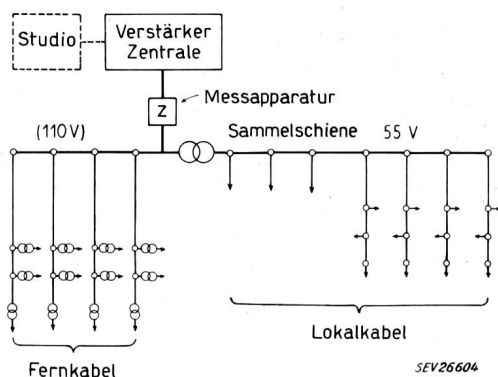 Studio
Verstärker
Zentrale
Z
Messapparatur
(110 V)
Sammelschiene 55 V
Lokalkabel
Fernkabel
SEV26604